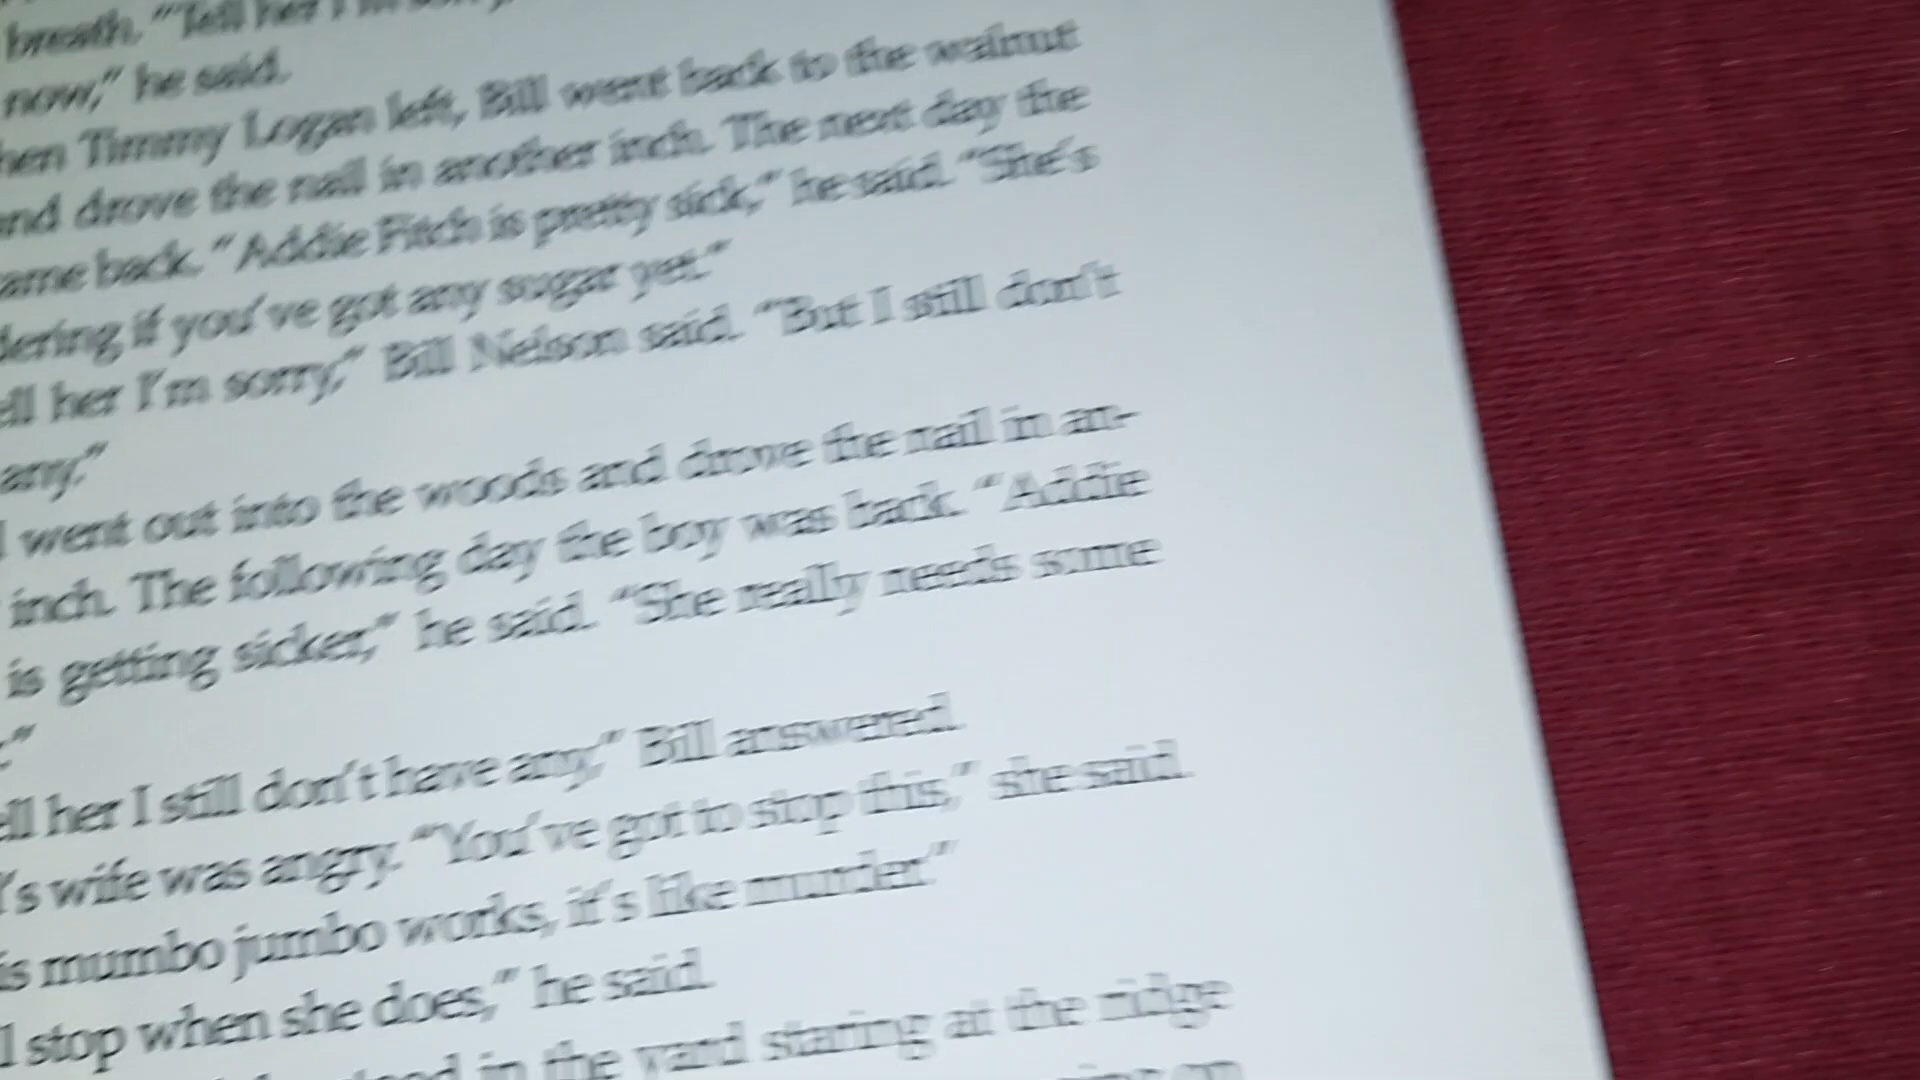 breath. "Tell her I'm sorry,
now," he said.
hen Timmy Logan left, Bill went back to the walnut
nd drove the nail in another inch. The next day the
ame back. "Addie Fitch is pretty sick," he said. "She's
dering if you've got any sugar yet."
ell her I'm sorry," Bill Nelson said. "But I still don't
any."
l went out into the woods and drove the nail in an-
inch. The following day the boy was back. "Addie
is getting sicker," he said. "She really needs some
."
ell her I still don't have any," Bill answered.
l's wife was angry. "You've got to stop this," she said.
is mumbo jumbo works, it's like murder."
l stop when she does," he said.
in the yard staring at the ridge
on